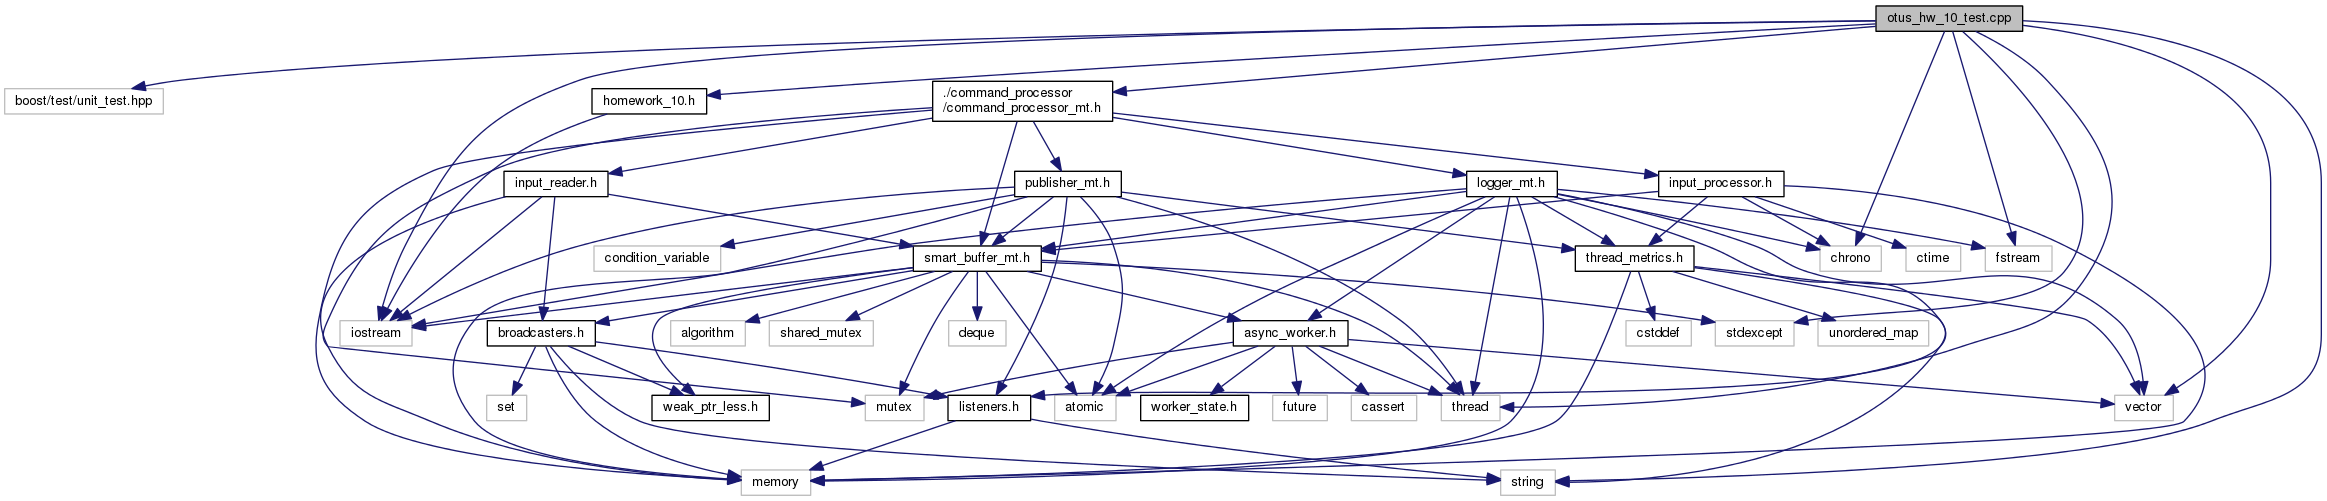 otus_hw_10_test.cpp
boost/test/unit_test.hpp
homework_10.h
./command_processor
/command_processor_mt.h
input_reader.h
publisher_mt.h
logger_mt.h
input_processor.h
condition_variable
smart_buffer_mt.h
thread_metrics.h
chrono
ctime
fstream
iostream
broadcasters.h
algorithm
shared_mutex
deque
async_worker.h
cstddef
stdexcept
unordered_map
set
weak_ptr_less.h
mutex
listeners.h
atomic
worker_state.h
future
cassert
thread
vector
memory
string